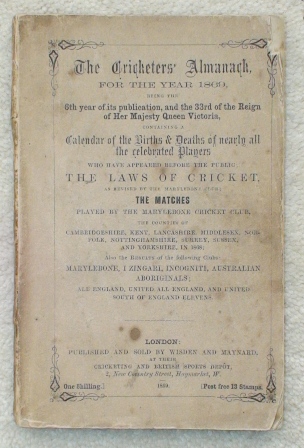 The Cricketers' Almanack,
FOR THE YEAR 1869,
BEING THE
6th year of its publication, and the 33rd of the Reign
of Her Majesty Queen Victoria,
CONTAINING A
Calendar of the Births & Deaths of nearly all
the celebrated Players
WHO HAVE APPEARED BEFORE THE PUBLIC
THE LAWS OF CRICKET,
AS REVISED BY THE MARYLEBONE CLUB;
THE MATCHES
PLAYED BY THE MARYLEBONE CRICKET CLUB,
THE COUNTIES OF
CAMBRIDGESHIRE, KENT, LANCASHIRE, MIDDLESEX, NOR-
FOLK, NOTTINGHAMSHIRE, SURREY, SUSSEX,
AND YORKSHIRE, IN 1868;
Also the RESULTS of the following Clubs:
MARYLEBONE, I ZINGARI, INCOGNITI, AUSTRALIAN
ABORIGINALS;
ALL ENGLAND, UNITED ALL ENGLAND, AND UNITED
SOUTH OF ENGLAND ELEVENS.
LONDON:
PUBLISHED AND SOLD BY WISDEN AND MAYNARD,
AT THEIR
CRICKETING AND BRITISH SPORTS DEPÔT,
2, New Coventry Street, Haymarket, W.
One Shilling.] 1869. [Post free 13 Stamps.